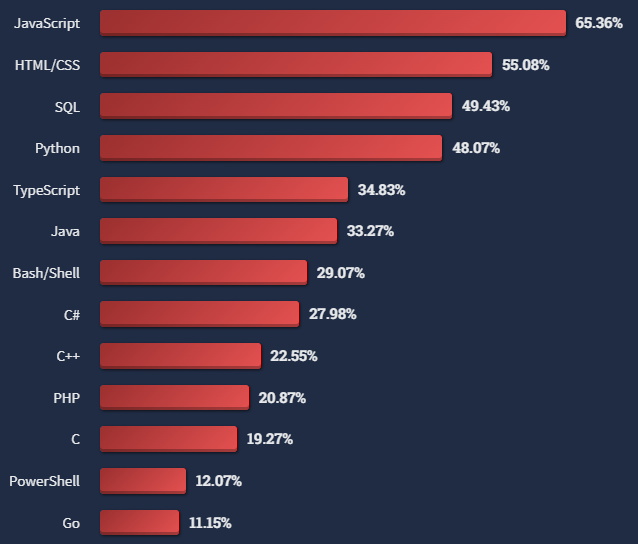 JavaScript 65.36%
HTML/CSS 55.08%
SQL 49.43%
Python 48.07%
TypeScript 34.83%
Java 33.27%
Bash/Shell 29.07%
C# 27.98%
C++ 22.55%
PHP 20.87%
C 19.27%
PowerShell 12.07%
Go 11.15%